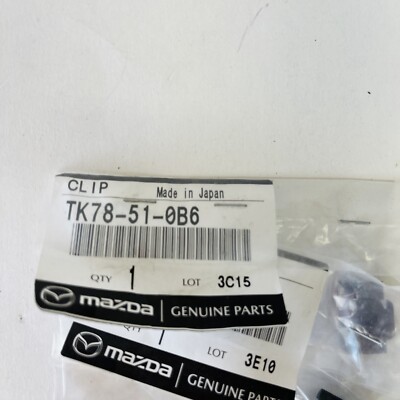 CLIP Made in Japan
TK78-51-0B6
QTY 1 LOT 3C15
mazda GENUINE PARTS
LOT 3E10
mazda GENUINE PARTS